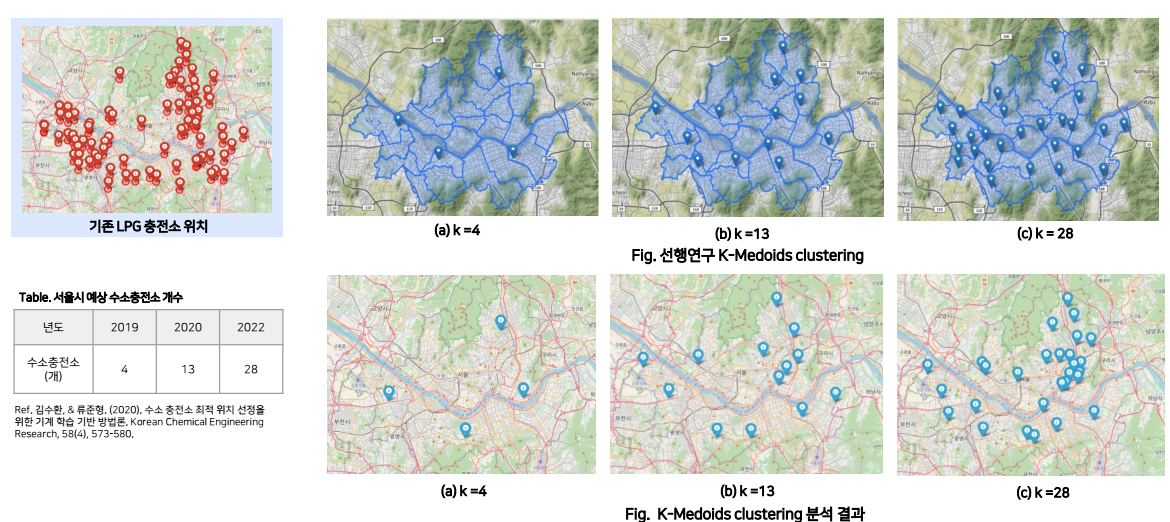 기존 LPG 충전소 위치
(a) k =4
(b) k =13
(c) k = 28
Fig. 선행연구 K-Medoids clustering
Table. 서울시 예상 수소충전소 개수
년도 2019 2020 2022
수소충전소
(개) 4 13 28
Ref. 김수환, & 류준형, (2020). 수소 충전소 최적 위치 선정을
위한 기계 학습 기반 방법론. Korean Chemical Engineering
Research, 58(4), 573-580.
(a) k =4
(b) k =13
(c) k =28
Fig. K-Medoids clustering 분석 결과